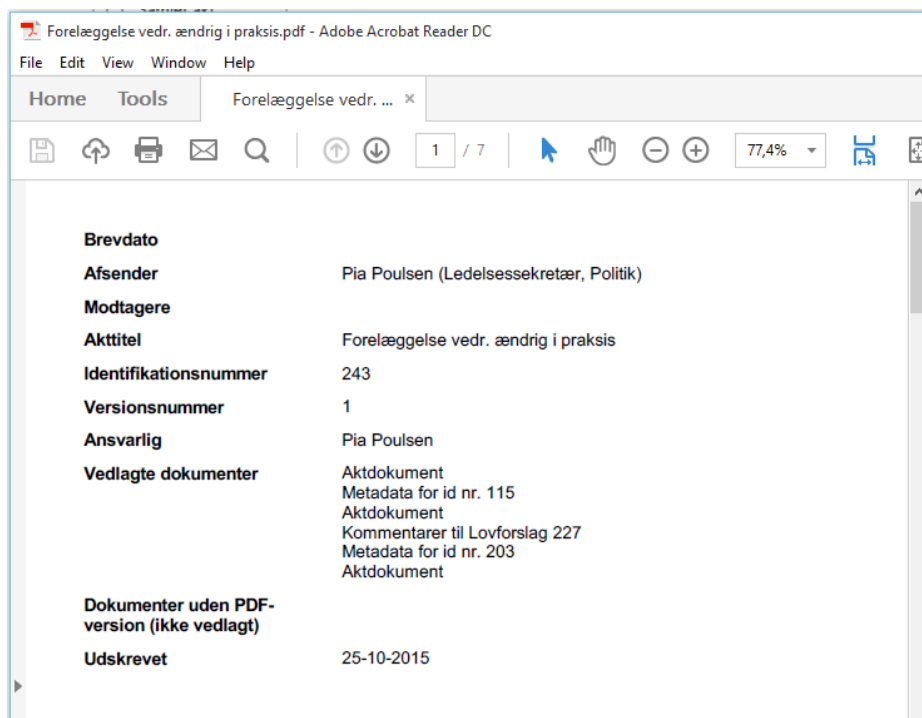 Forelæggelse vedr. ændrig i praksis.pdf - Adobe Acrobat Reader DC
File Edit View Window Help
Home Tools Forelæggelse vedr. ... ×
1 / 7 77,4%
Brevdato
Afsender Pia Poulsen (Ledelsessekretær, Politik)
Modtagere
Akttitel Forelæggelse vedr. ændrig i praksis
Identifikationsnummer 243
Versionsnummer 1
Ansvarlig Pia Poulsen
Vedlagte dokumenter Aktdokument
Metadata for id nr. 115
Aktdokument
Kommentarer til Lovforslag 227
Metadata for id nr. 203
Aktdokument
Dokumenter uden PDF-
version (ikke vedlagt)
Udskrevet 25-10-2015